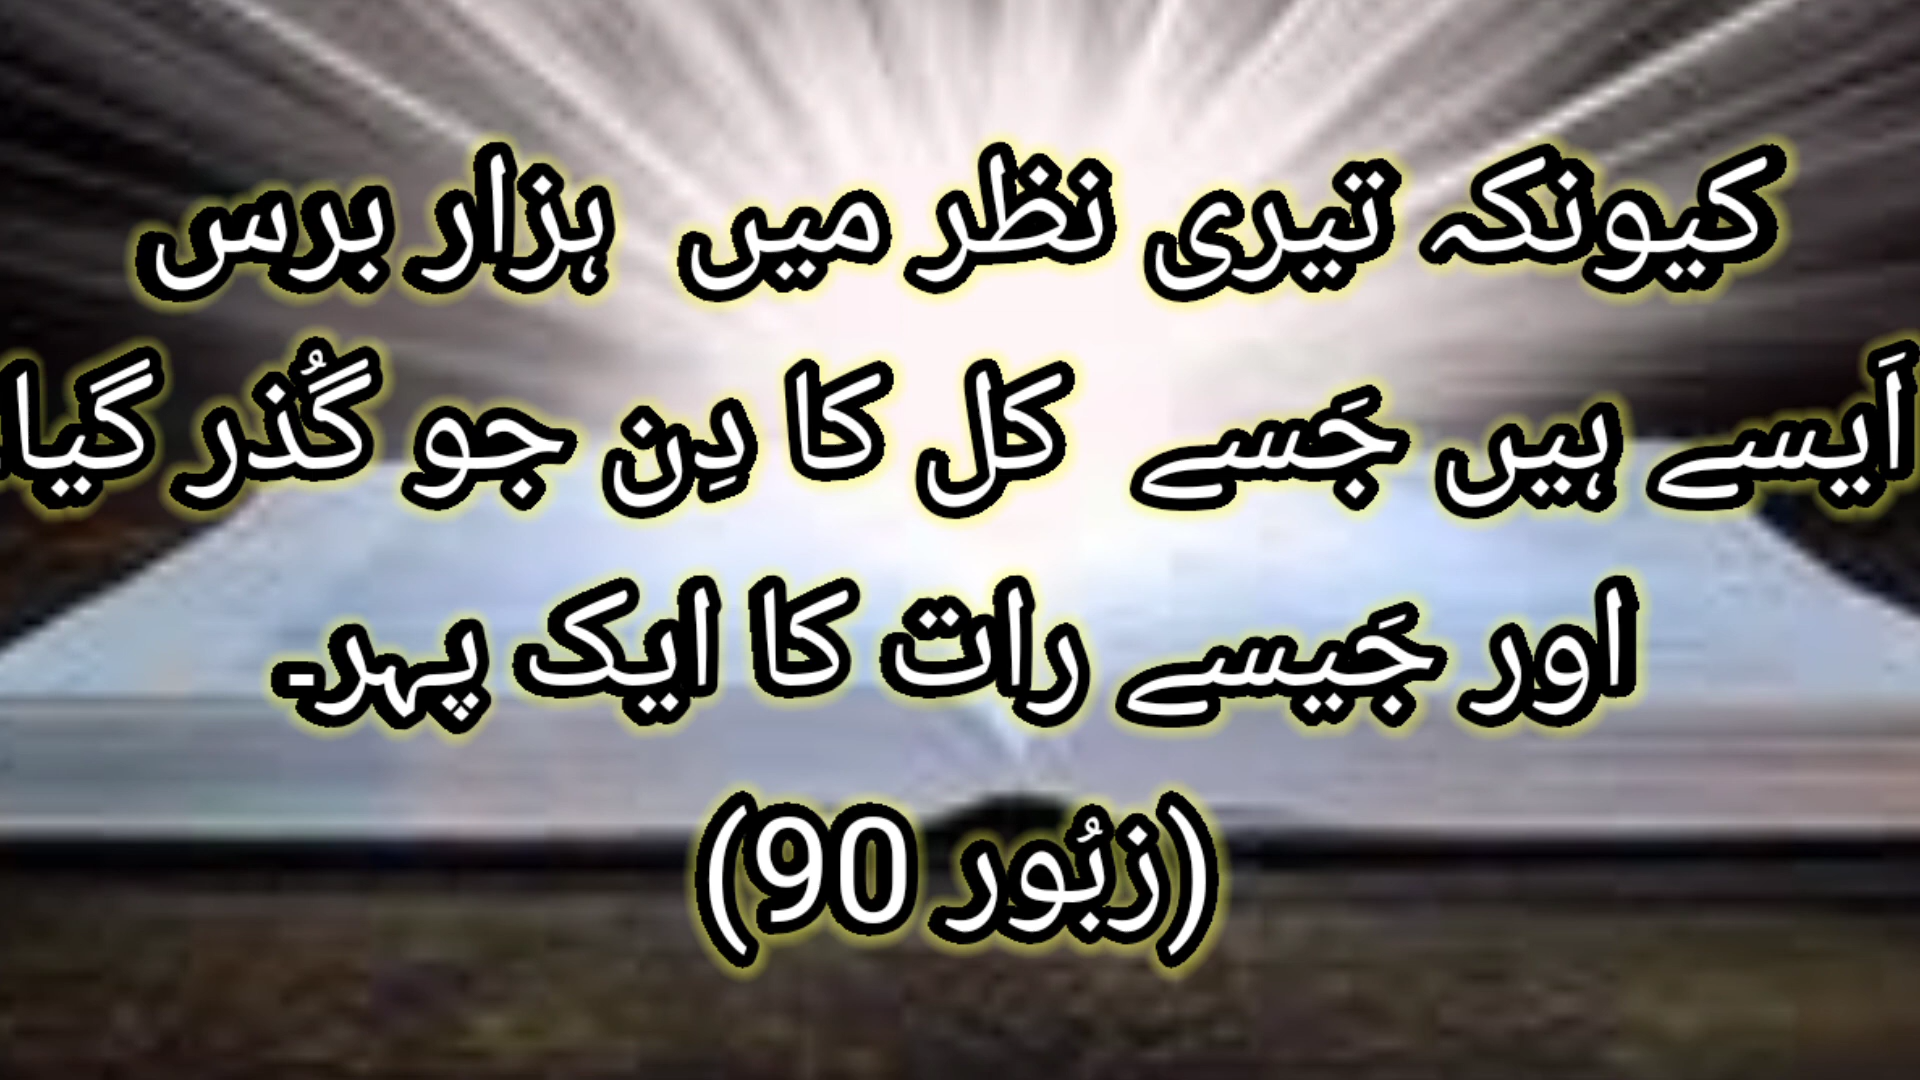 کیونکہ تیری نظر میں ہزار برس
اَیسے ہیں جَسے کل کا دِن جو گُذر گیا
اور جَیسے رات کا ایک پہر۔
(زبُور 90)